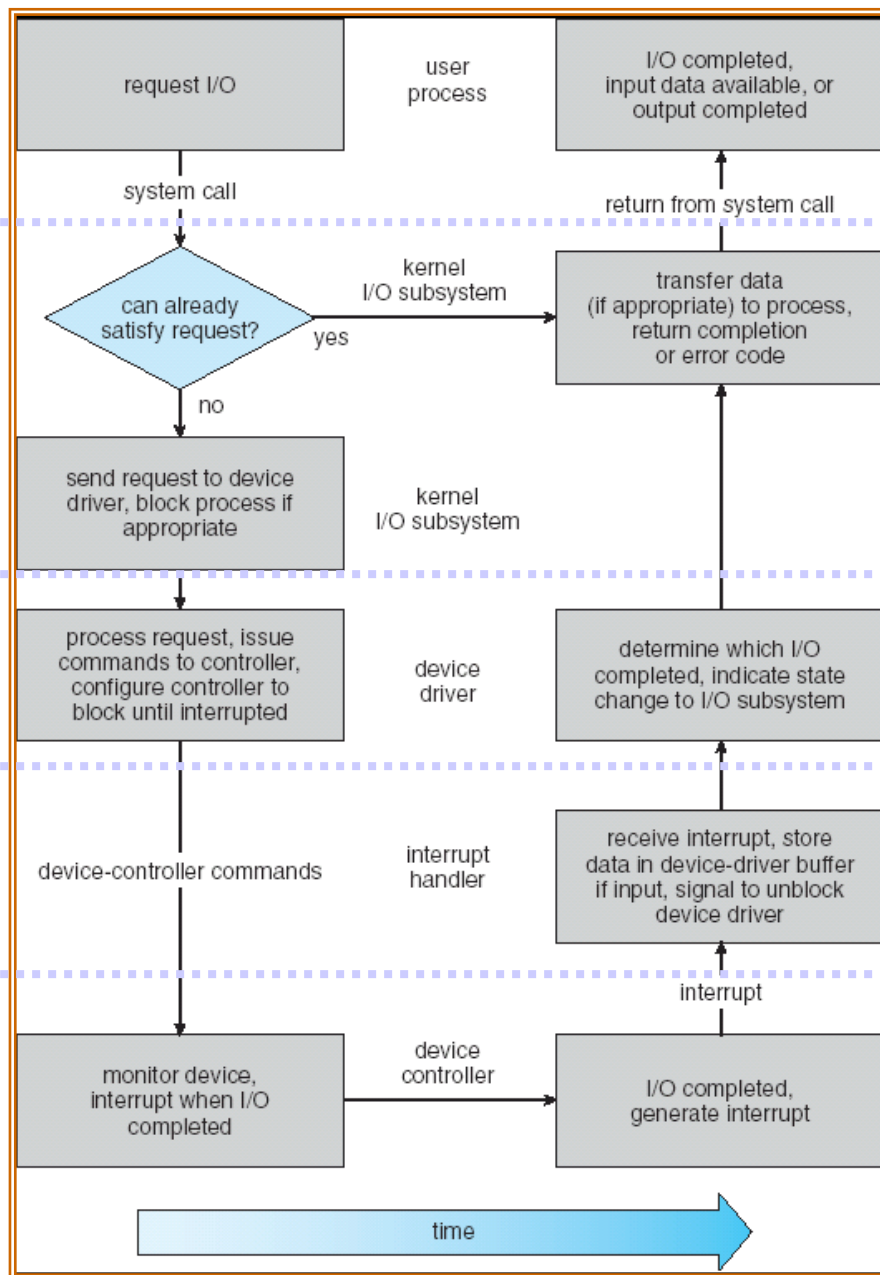 request I/O
user
process
I/O completed,
input data available, or
output completed
system call
return from system call
can already
satisfy request?
kernel
I/O subsystem
yes
transfer data
(if appropriate) to process,
return completion
or error code
no
send request to device
driver, block process if
appropriate
kernel
I/O subsystem
process request, issue
commands to controller,
configure controller to
block until interrupted
device
driver
determine which I/O
completed, indicate state
change to I/O subsystem
device-controller commands
interrupt
handler
receive interrupt, store
data in device-driver buffer
if input, signal to unblock
device driver
interrupt
monitor device,
interrupt when I/O
completed
device
controller
I/O completed,
generate interrupt
time